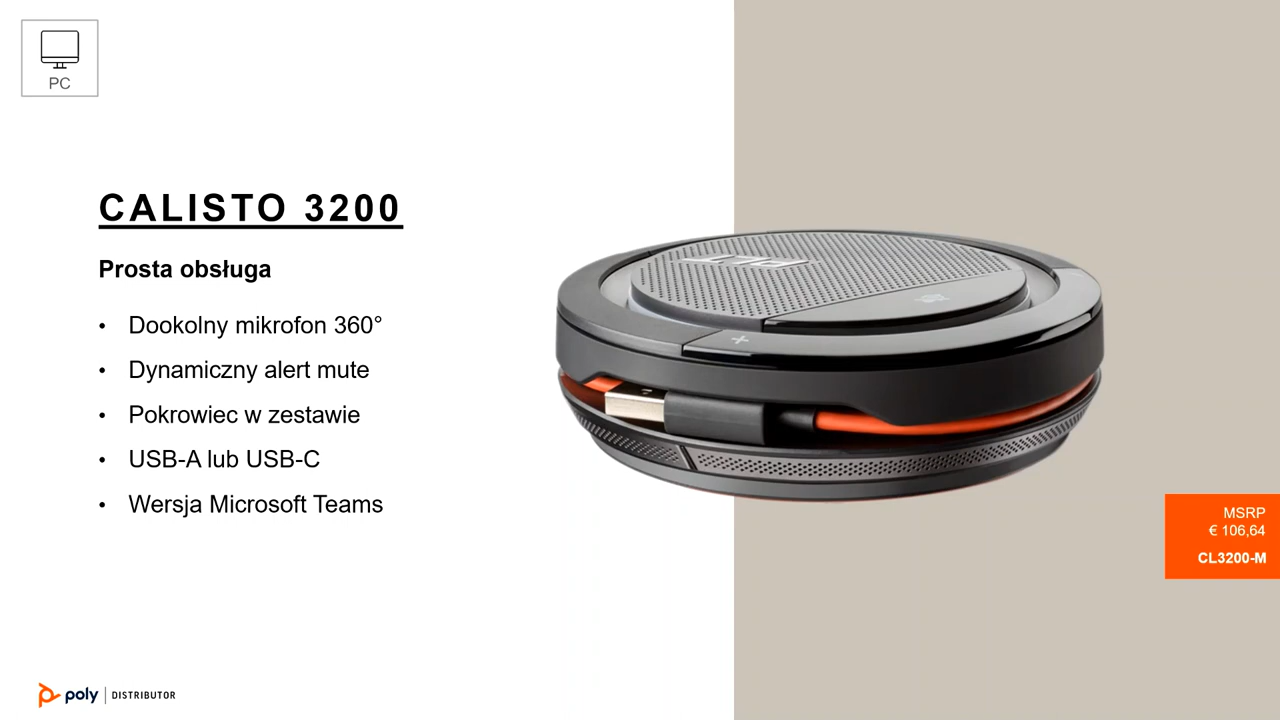 PC
CALISTO 3200
Prosta obsługa
• Dookolny mikrofon 360°
• Dynamiczny alert mute
• Pokrowiec w zestawie
• USB-A lub USB-C
• Wersja Microsoft Teams
PLT
+
MSRP
€ 106,64
CL3200-M
poly | DISTRIBUTOR